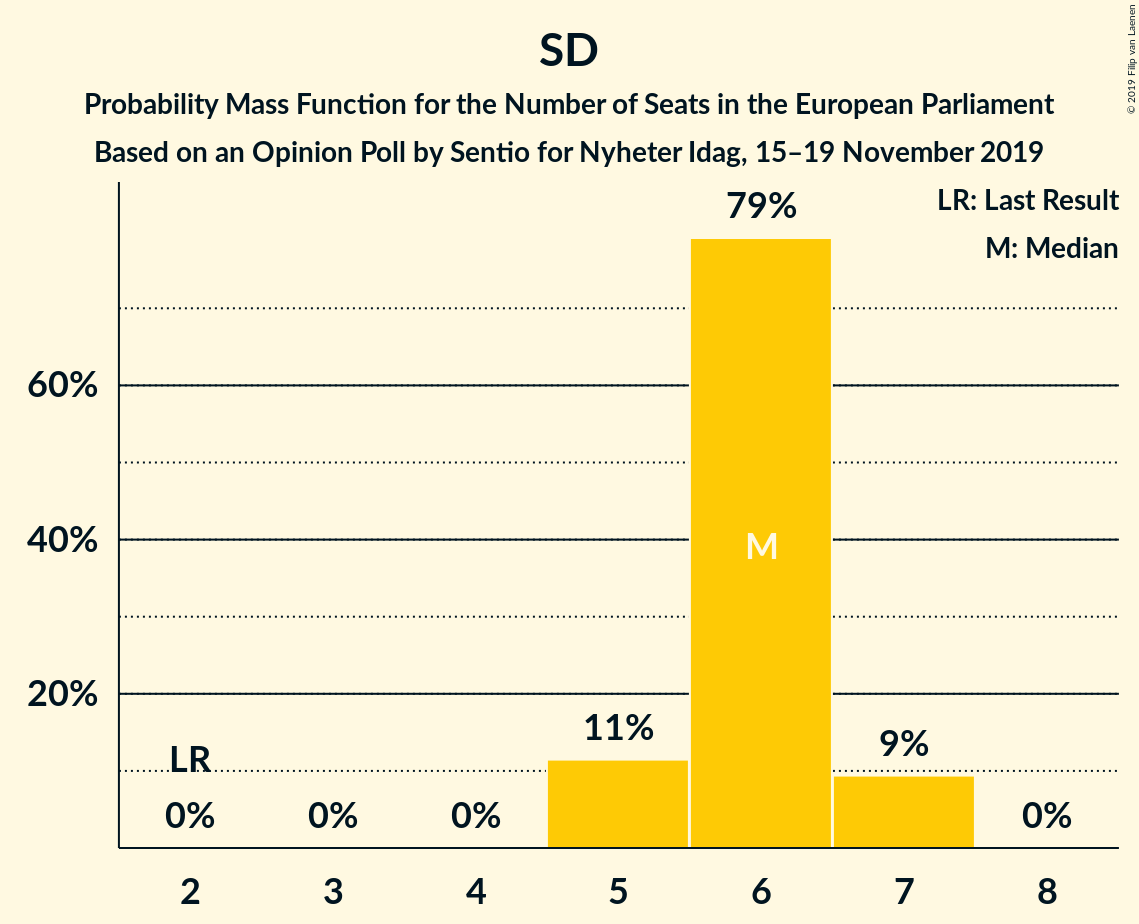 SD
Probability Mass Function for the Number of Seats in the European Parliament
Based on an Opinion Poll by Sentio for Nyheter Idag, 15–19 November 2019
© 2019 Filip van Laenen
LR: Last Result
M: Median
79%
60%
40%
M
20%
11%
9%
LR
0% 0% 0% 0%
2 3 4 5 6 7 8